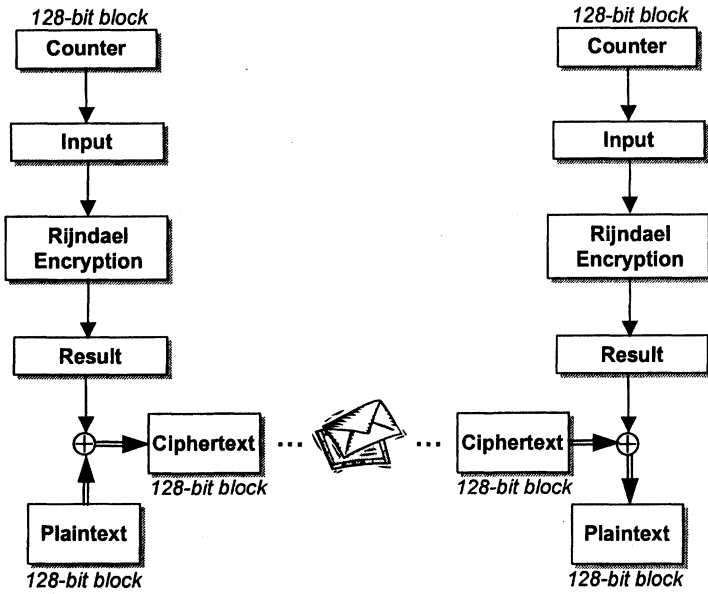 128-bit block
Counter
Input
Rijndael
Encryption
Result
Ciphertext
128-bit block
Plaintext
128-bit block
...
...
128-bit block
Counter
Input
Rijndael
Encryption
Result
Ciphertext
128-bit block
Plaintext
128-bit block